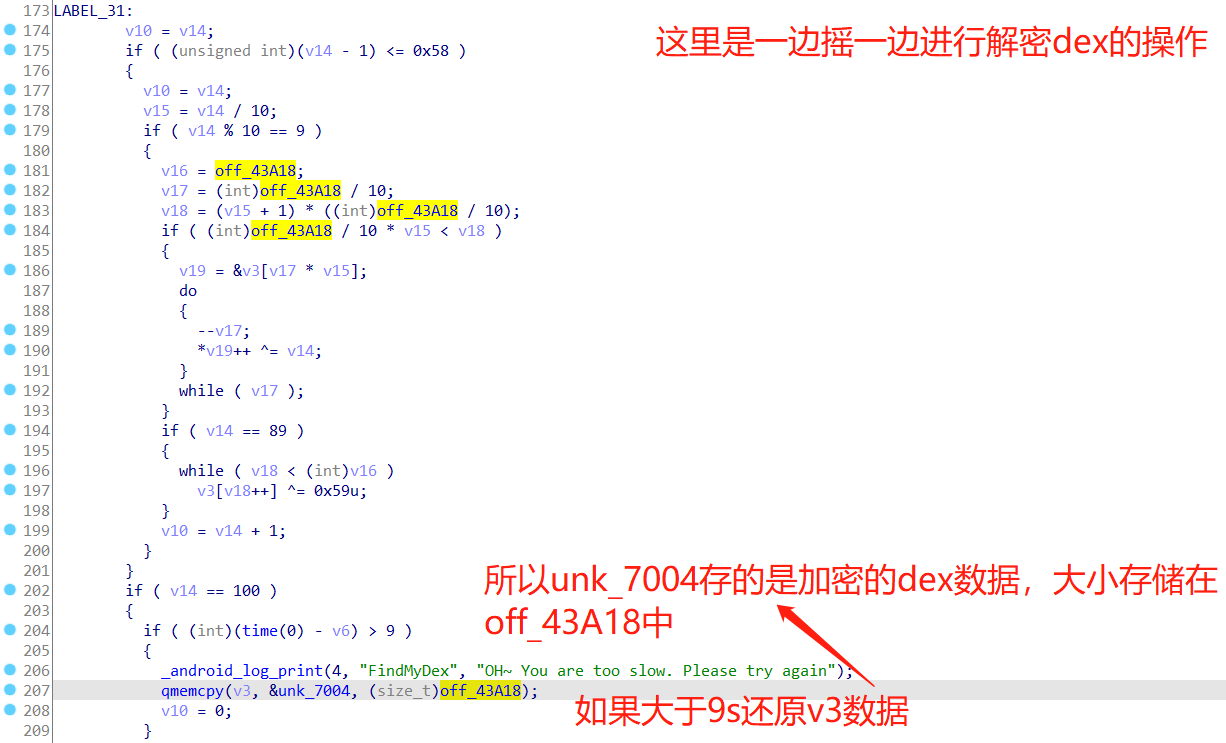 173 LABEL_31:
174 v10 = v14;
175 if ( (unsigned int)(v14 - 1) <= 0x58 )
这里是一边摇一边进行解密dex的操作
176 {
177 v10 = v14;
178 v15 = v14 / 10;
179 if ( v14 % 10 == 9 )
180 {
181 v16 = off_43A18;
182 v17 = (int)off_43A18 / 10;
183 v18 = (v15 + 1) * ((int)off_43A18 / 10);
184 if ( (int)off_43A18 / 10 * v15 < v18 )
185 {
186 v19 = &v3[v17 * v15];
187 do
188 {
189 --v17;
190 *v19++ ^= v14;
191 }
192 while ( v17 );
193 }
194 if ( v14 == 89 )
195 {
196 while ( v18 < (int)v16 )
197 v3[v18++] ^= 0x59u;
198 }
199 v10 = v14 + 1;
200 }
201 }
202 if ( v14 == 100 )
所以unk_7004存的是加密的dex数据，大小存储在
off_43A18中
203 {
204 if ( (int)(time(0) - v6) > 9 )
205 {
206 _android_log_print(4, "FindMyDex", "OH~ You are too slow. Please try again");
207 qmemcpy(v3, &unk_7004, (size_t)off_43A18);
208 v10 = 0;
如果大于9s还原v3数据
209 }